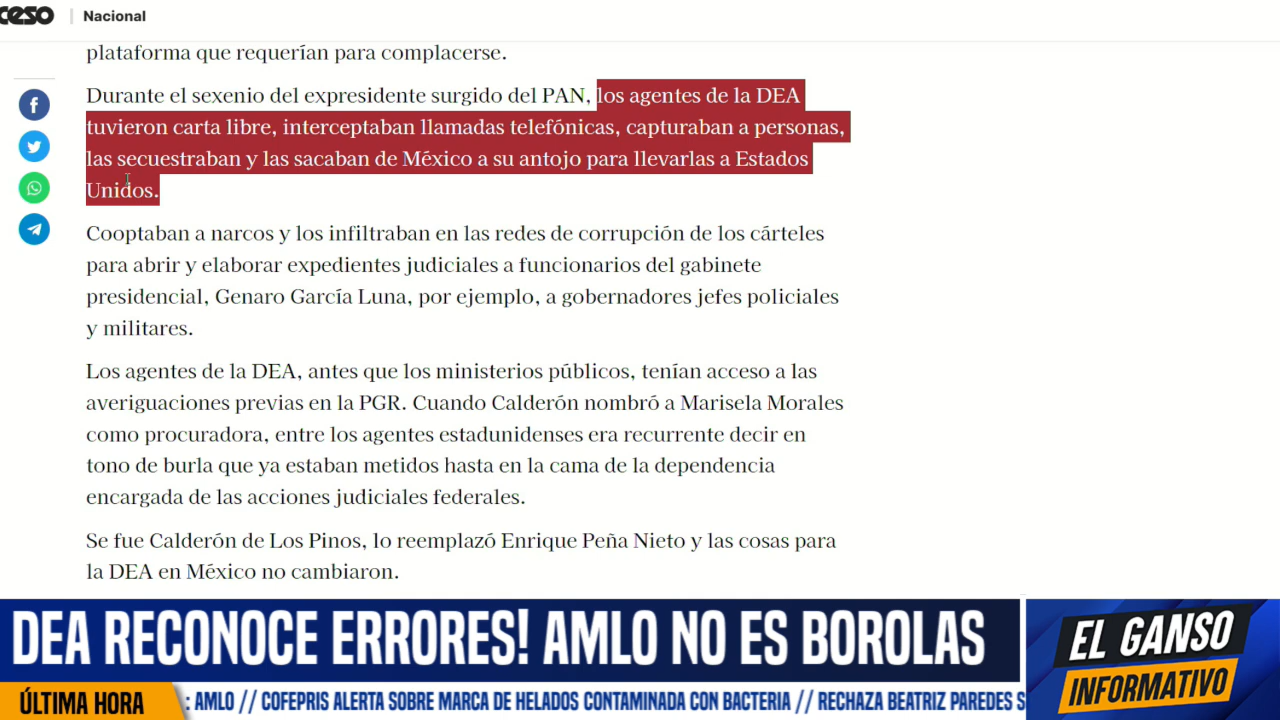 ceso | Nacional
plataforma que requerían para complacerse.
Durante el sexenio del expresidente surgido del PAN, los agentes de la DEA
tuvieron carta libre, interceptaban llamadas telefónicas, capturaban a personas,
las secuestraban y las sacaban de México a su antojo para llevarlas a Estados
Unidos.
Cooptaban a narcos y los infiltraban en las redes de corrupción de los cárteles
para abrir y elaborar expedientes judiciales a funcionarios del gabinete
presidencial, Genaro García Luna, por ejemplo, a gobernadores jefes policiales
y militares.
Los agentes de la DEA, antes que los ministerios públicos, tenían acceso a las
averiguaciones previas en la PGR. Cuando Calderón nombró a Marisela Morales
como procuradora, entre los agentes estadunidenses era recurrente decir en
tono de burla que ya estaban metidos hasta en la cama de la dependencia
encargada de las acciones judiciales federales.
Se fue Calderón de Los Pinos, lo reemplazó Enrique Peña Nieto y las cosas para
la DEA en México no cambiaron.
DEA RECONOCE ERRORES! AMLO NO ES BOROLAS
EL GANSO
INFORMATIVO
ÚLTIMA HORA
: AMLO // COFEPRIS ALERTA SOBRE MARCA DE HELADOS CONTAMINADA CON BACTERIA // RECHAZA BEATRIZ PAREDES S